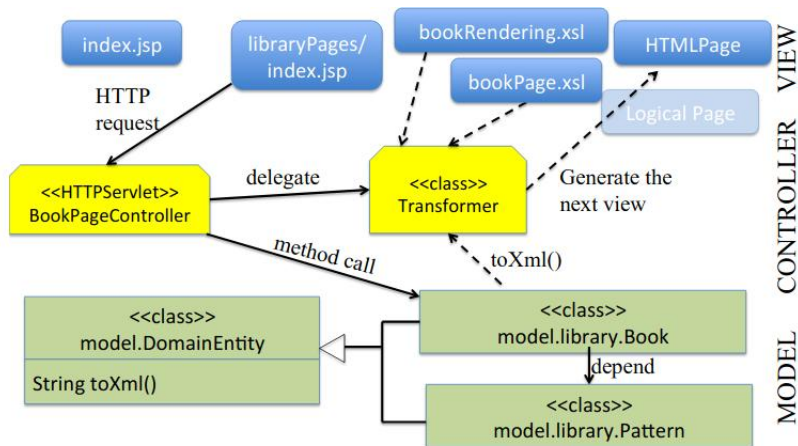 index.jsp
libraryPages/
index.jsp
bookRendering.xsl
HTMLPage
bookPage.xsl
Logical Page
VIEW
HTTP
request
<<HTTPServlet>>
BookPageController
delegate
<<class>>
Transformer
Generate the
next view
CONTROLLER
method call
toXml()
<<class>>
model.DomainEntity
String toXml()
<<class>>
model.library.Book
depend
<<class>>
model.library.Pattern
MODEL